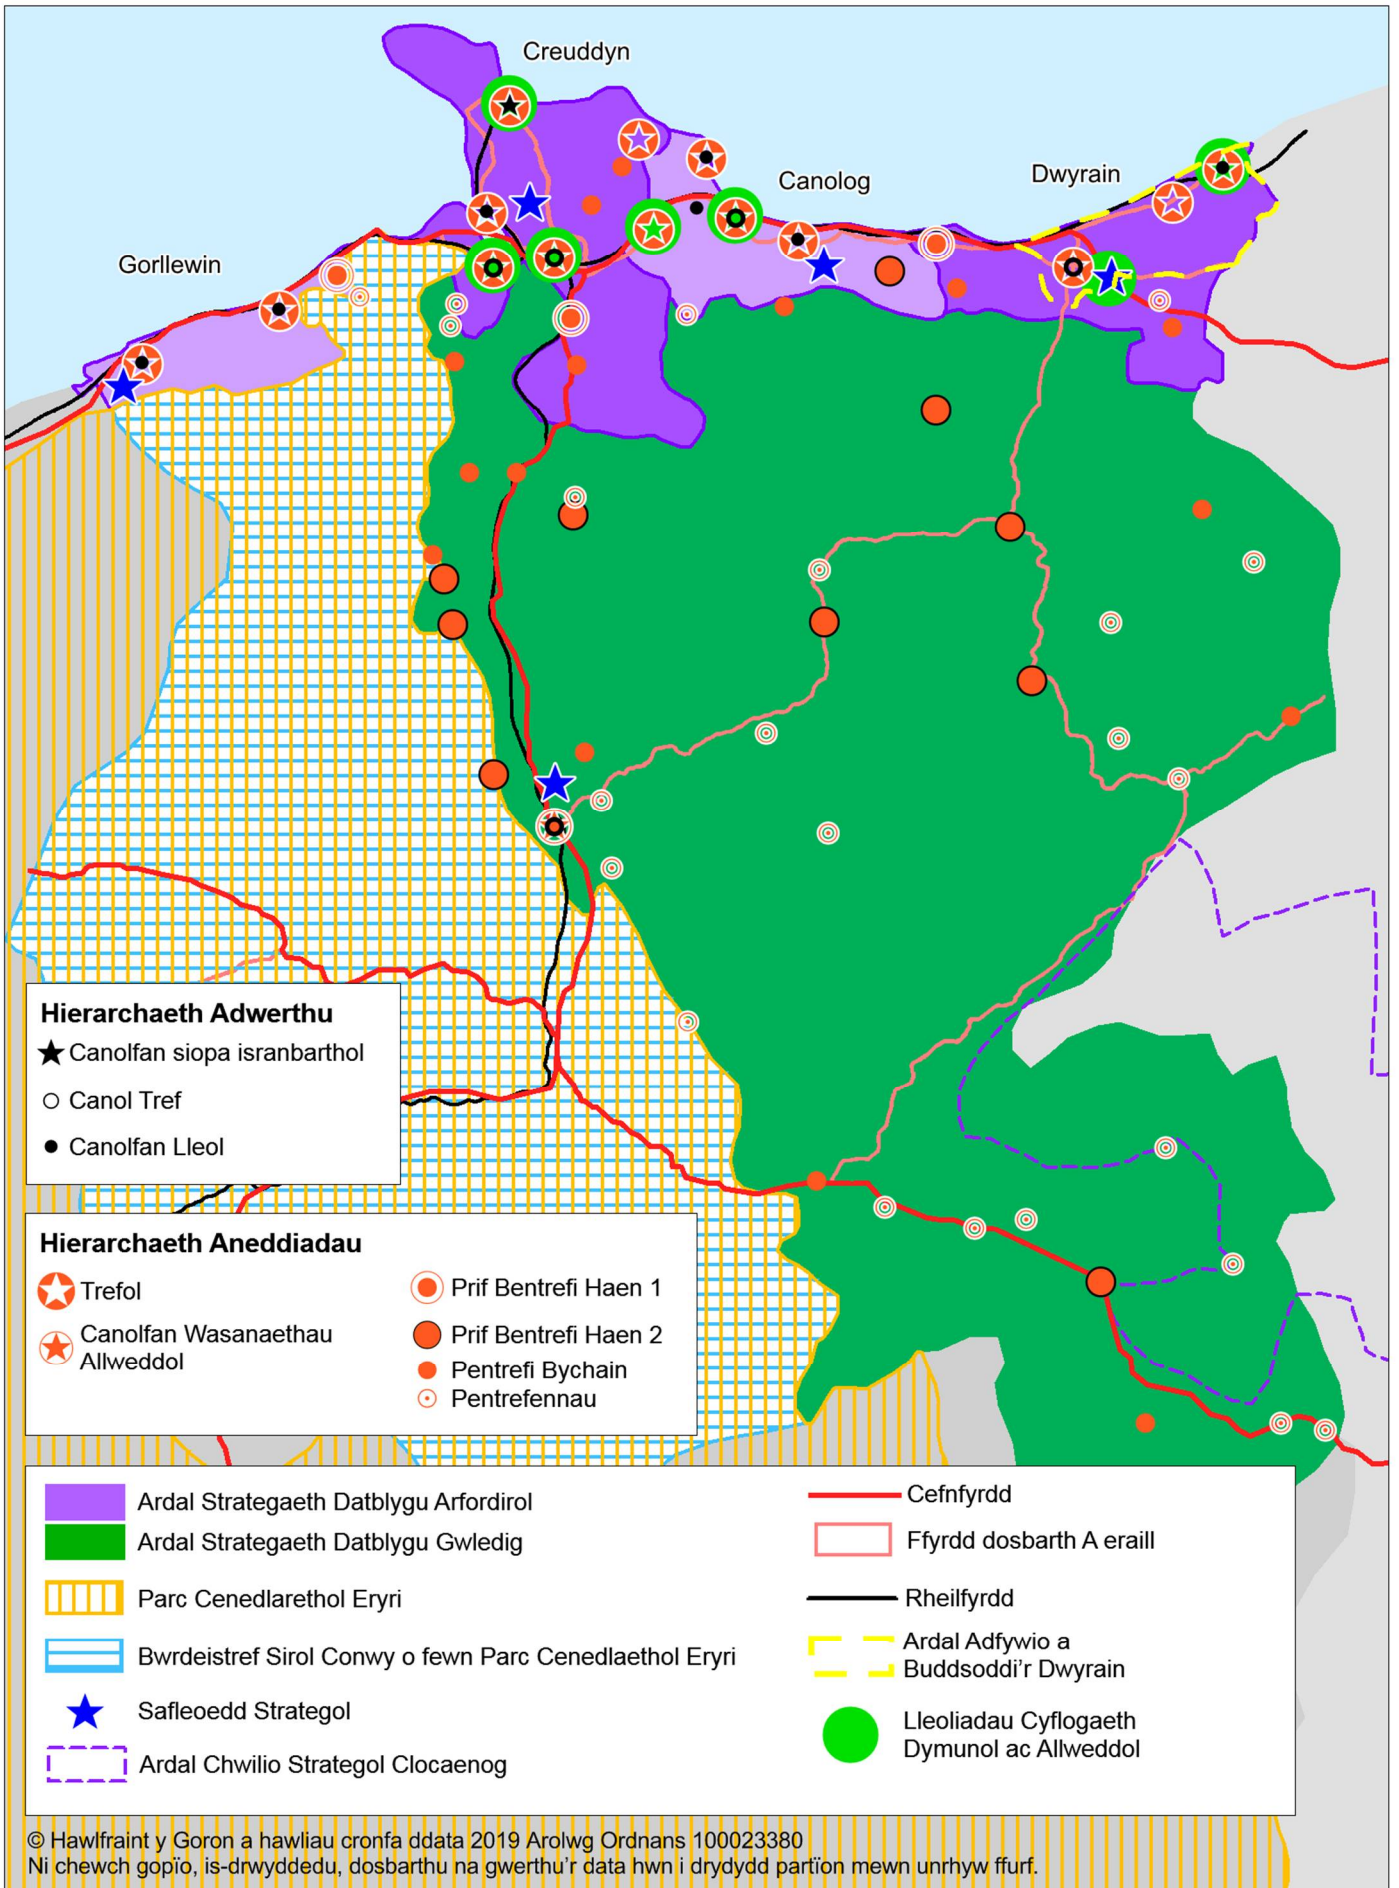 Creuddyn
Canolog
Dwyrain
Gorllewin
Hierarchaeth Adwerthu
Canolfan siopa isranbarthol
Canol Tref
Canolfan Lleol
Hierarchaeth Aneddiadau
Trefol
Canolfan Wasanaethau
Allweddol
Prif Bentrefi Haen 1
Prif Bentrefi Haen 2
Pentrefi Bychain
Pentrefennau
Ardal Strategaeth Datblygu Arfordirol
Ardal Strategaeth Datblygu Gwledig
Parc Cenedlarethol Eryri
Bwrdeistref Sirol Conwy o fewn Parc Cenedlaethol Eryri
Safleoedd Strategol
Ardal Chwilio Strategol Clocaenog
Cefnfyrdd
Ffyrdd dosbarth A eraill
Rheilfyrdd
Ardal Adfywio a
Buddsoddi’r Dwyrain
Lleoliadau Cyflogaeth
Dymunol ac Allweddol
© Hawlfraint y Goron a hawliau cronfa ddata 2019 Arolwg Ordnans 100023380
Ni chewch gopïo, is-drwyddedu, dosbarthu na gwerthu’r data hwn i drydydd partïon mewn unrhyw ffurf.